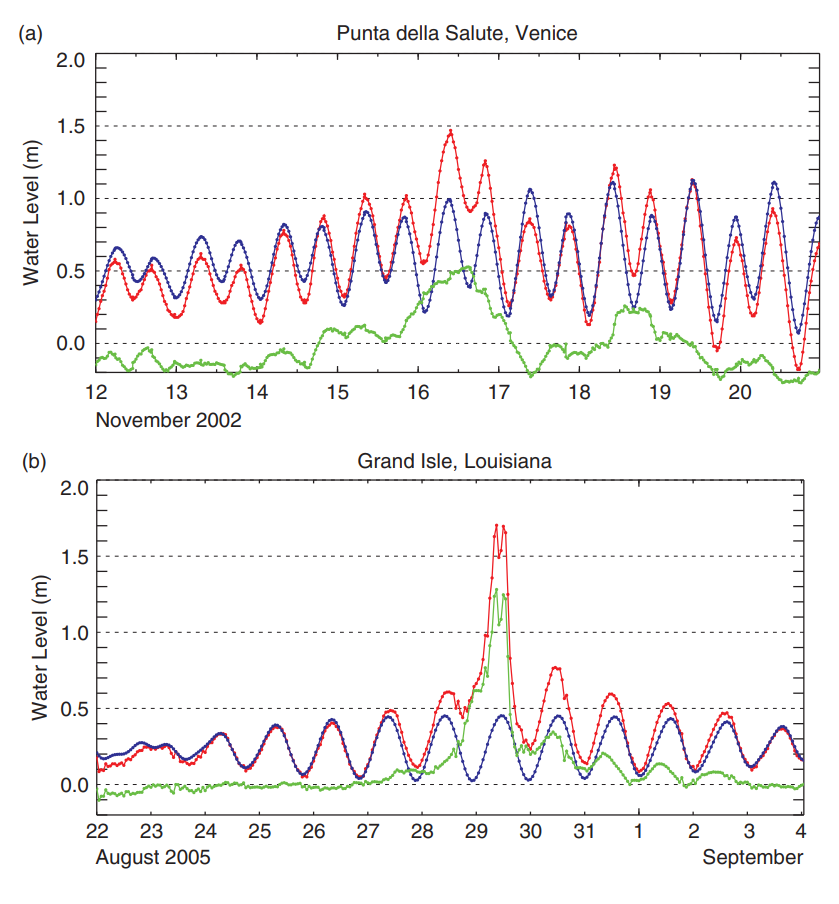 (a) Punta della Salute, Venice
2.0
1.5
1.0
0.5
0.0
Water Level (m)
12 13 14 15 16 17 18 19 20
November 2002
(b) Grand Isle, Louisiana
2.0
1.5
1.0
0.5
0.0
Water Level (m)
22 23 24 25 26 27 28 29 30 31 1 2 3 4
August 2005 September